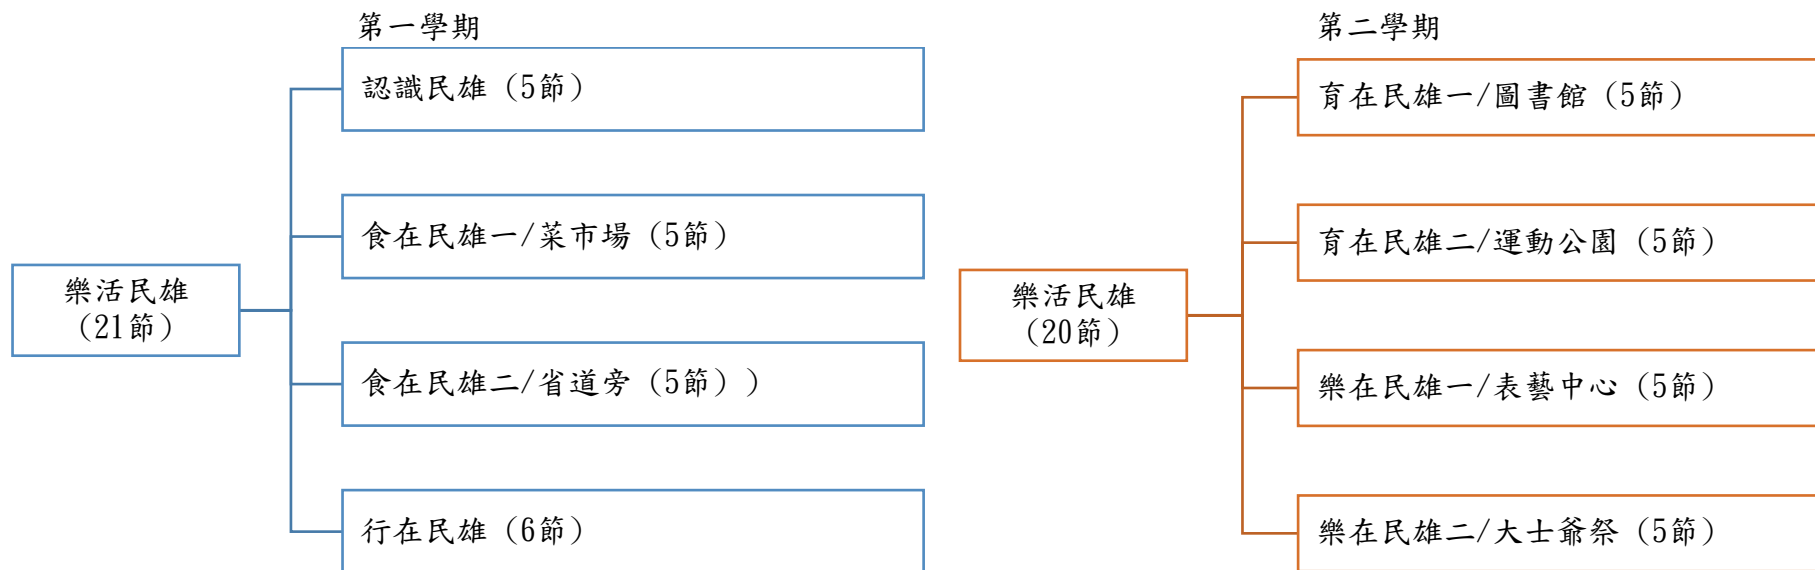 第一學期
樂活民雄
(21節)
認識民雄 (5節)
食在民雄一/菜市場 (5節)
食在民雄二/省道旁 (5節) )
行在民雄 (6節)
第二學期
樂活民雄
(20節)
育在民雄一/圖書館 (5節)
育在民雄二/運動公園 (5節)
樂在民雄一/表藝中心 (5節)
樂在民雄二/大士爺祭 (5節)